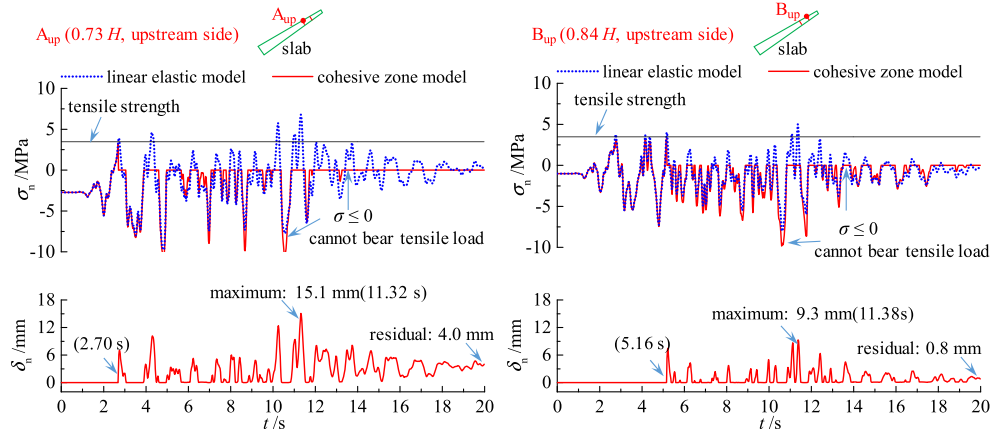 A_up
A_up (0.73 H, upstream side)
slab
linear elastic model
cohesive zone model
10
5
0
-5
-10
σ_n /MPa
tensile strength
σ ≤ 0
cannot bear tensile load
18
12
6
0
δ_n /mm
maximum: 15.1 mm(11.32 s)
(2.70 s)
residual: 4.0 mm
0 2 4 6 8 10 12 14 16 18 20
t /s
B_up
B_up (0.84 H, upstream side)
slab
linear elastic model
cohesive zone model
10
5
0
-5
-10
σ_n /MPa
tensile strength
σ ≤ 0
cannot bear tensile load
18
12
6
0
δ_n /mm
maximum: 9.3 mm(11.38s)
(5.16 s)
residual: 0.8 mm
0 2 4 6 8 10 12 14 16 18 20
t /s